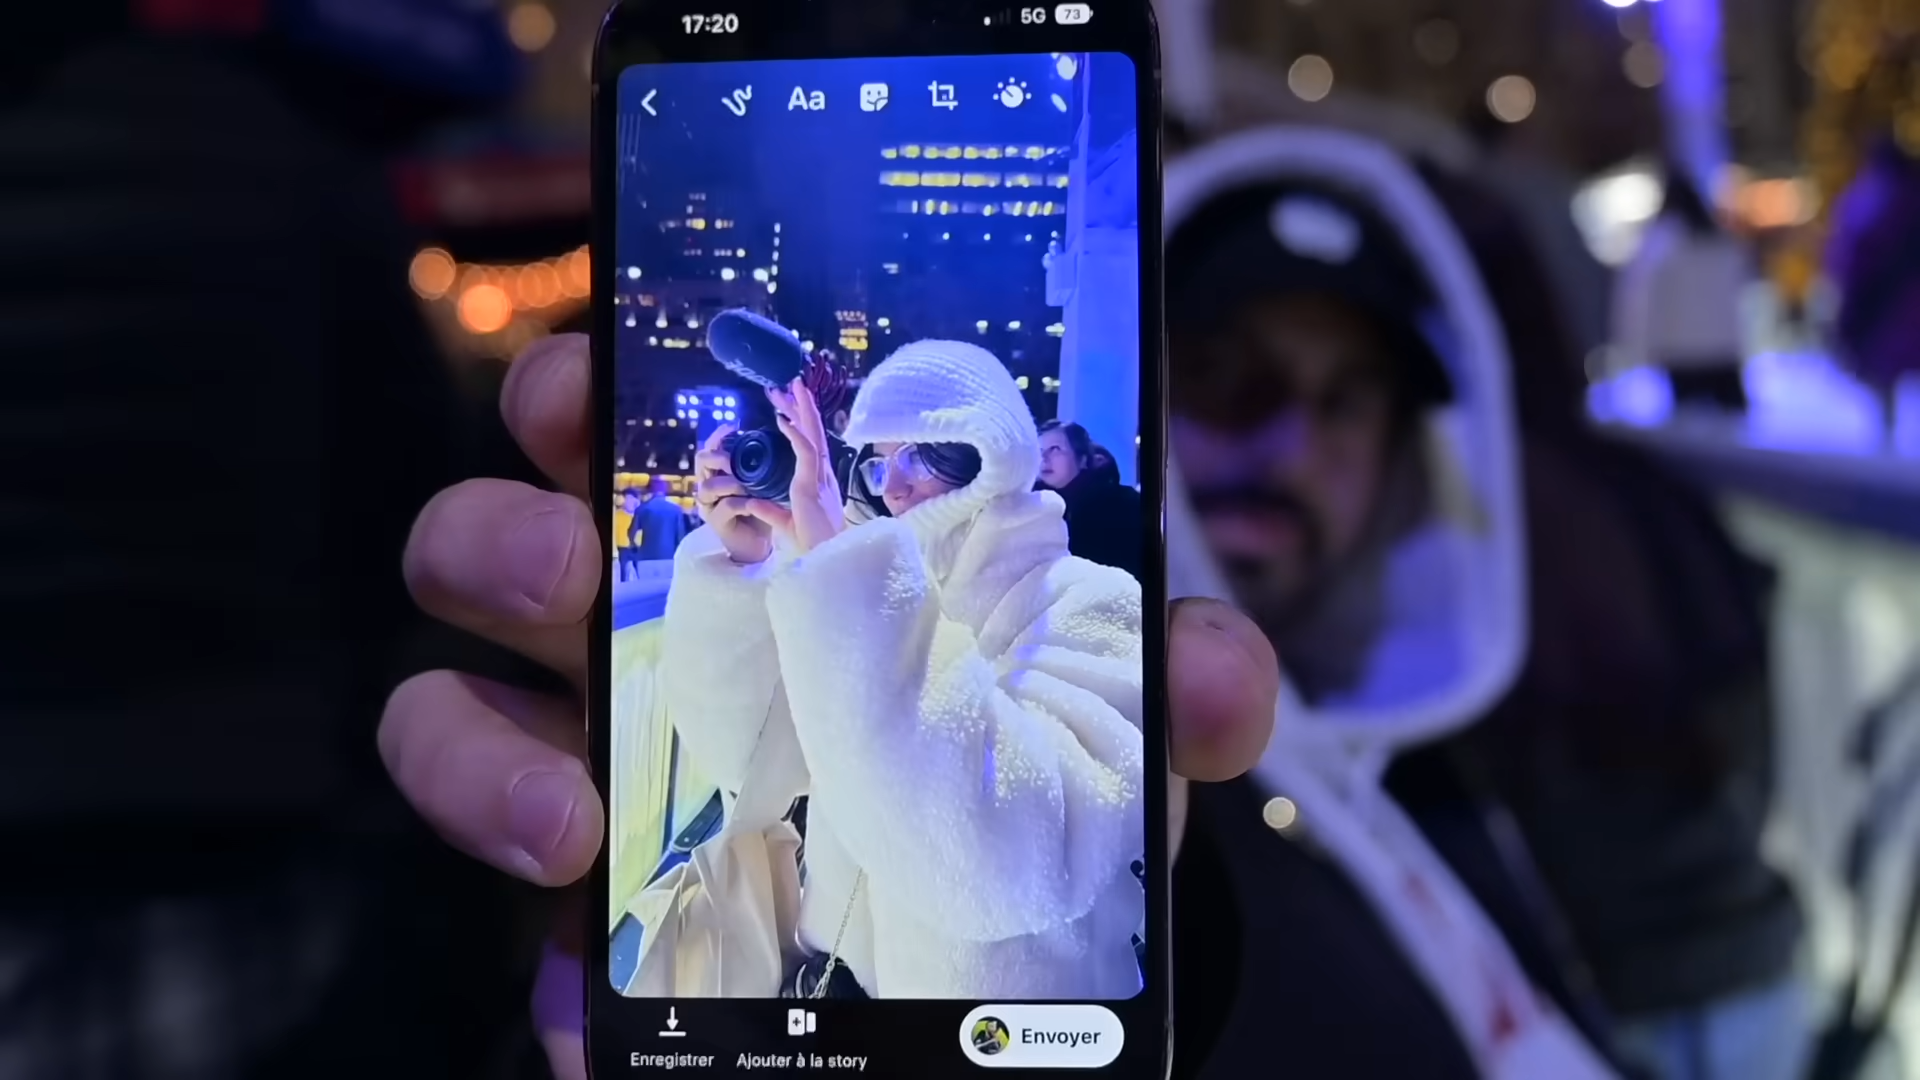 17:20
5G 73
Aa
Enregistrer
Ajouter à la story
Envoyer